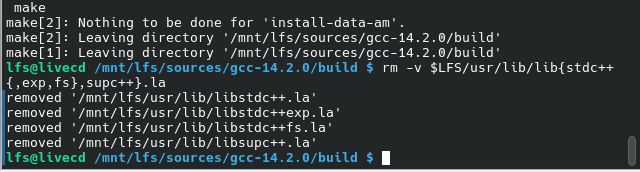 make
make[2]: Nothing to be done for 'install-data-am'.
make[2]: Leaving directory '/mnt/lfs/sources/gcc-14.2.0/build'
make[1]: Leaving directory '/mnt/lfs/sources/gcc-14.2.0/build'
lfs@livecd /mnt/lfs/sources/gcc-14.2.0/build $ rm -v $LFS/usr/lib/lib{stdc++
{,exp,fs},supc++}.la
removed '/mnt/lfs/usr/lib/libstdc++.la'
removed '/mnt/lfs/usr/lib/libstdc++exp.la'
removed '/mnt/lfs/usr/lib/libstdc++fs.la'
removed '/mnt/lfs/usr/lib/libsupc++.la'
lfs@livecd /mnt/lfs/sources/gcc-14.2.0/build $